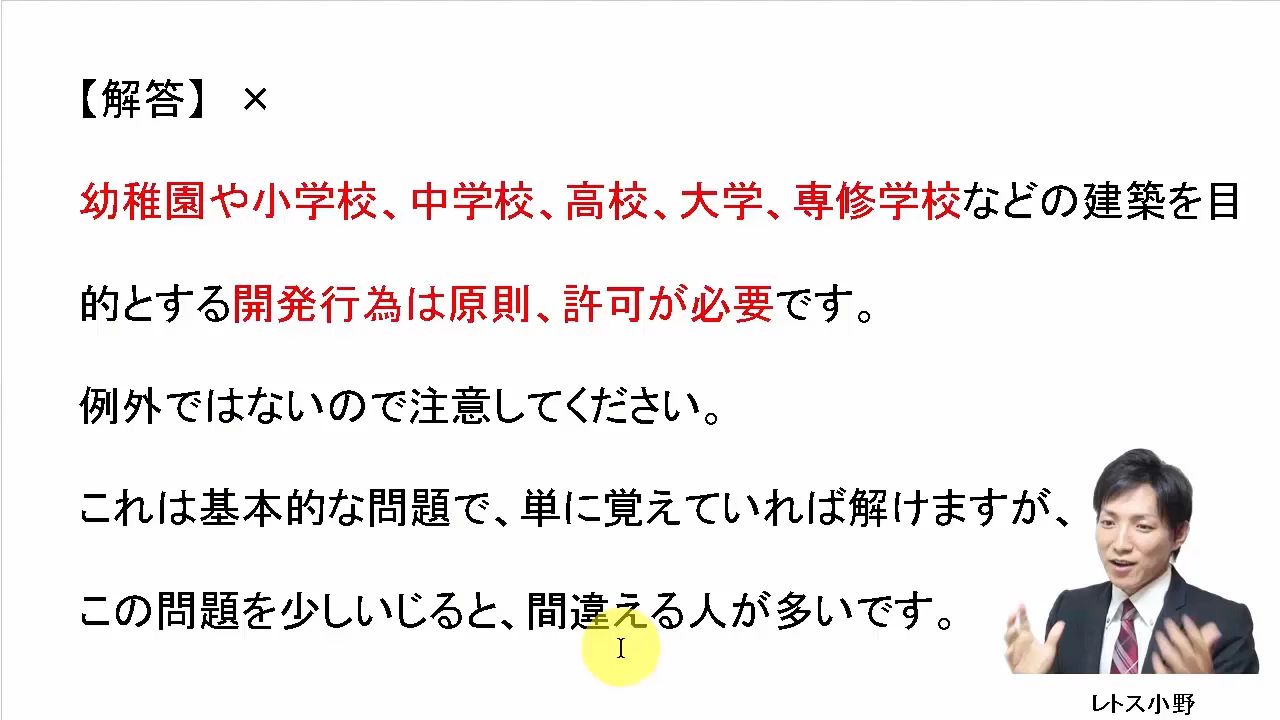 【解答】 ×
幼稚園や小学校、中学校、高校、大学、専修学校などの建築を目
的とする開発行為は原則、許可が必要です。
例外ではないので注意してください。
これは基本的な問題で、単に覚えていれば解けますが、
この問題を少しいじると、間違える人が多いです。
レトス小野